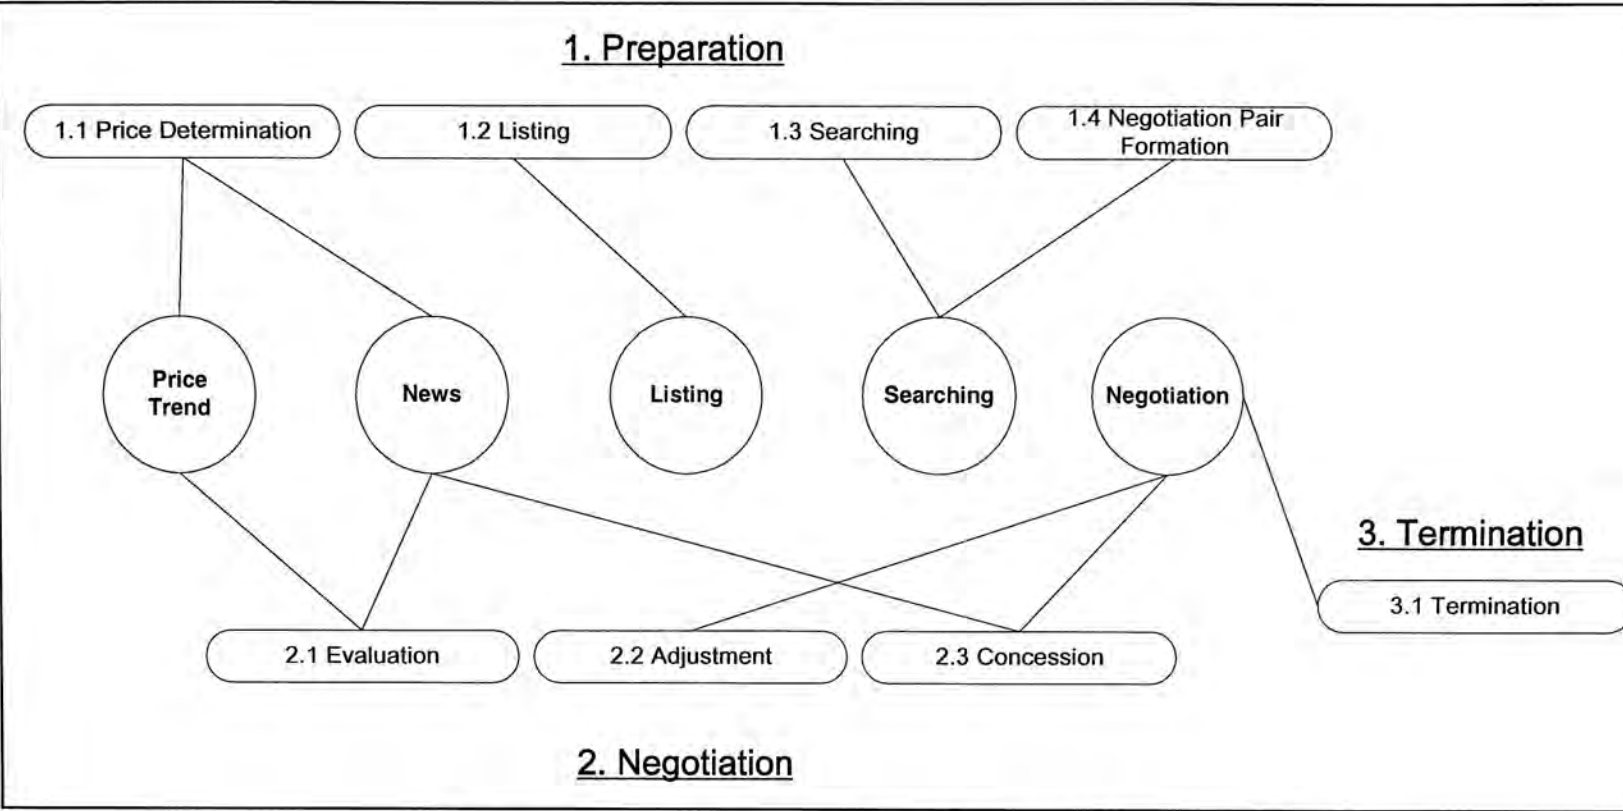 1. Preparation
1.1 Price Determination
1.2 Listing
1.3 Searching
1.4 Negotiation Pair
Formation
Price
Trend
News
Listing
Searching
Negotiation
3. Termination
3.1 Termination
2.1 Evaluation
2.2 Adjustment
2.3 Concession
2. Negotiation